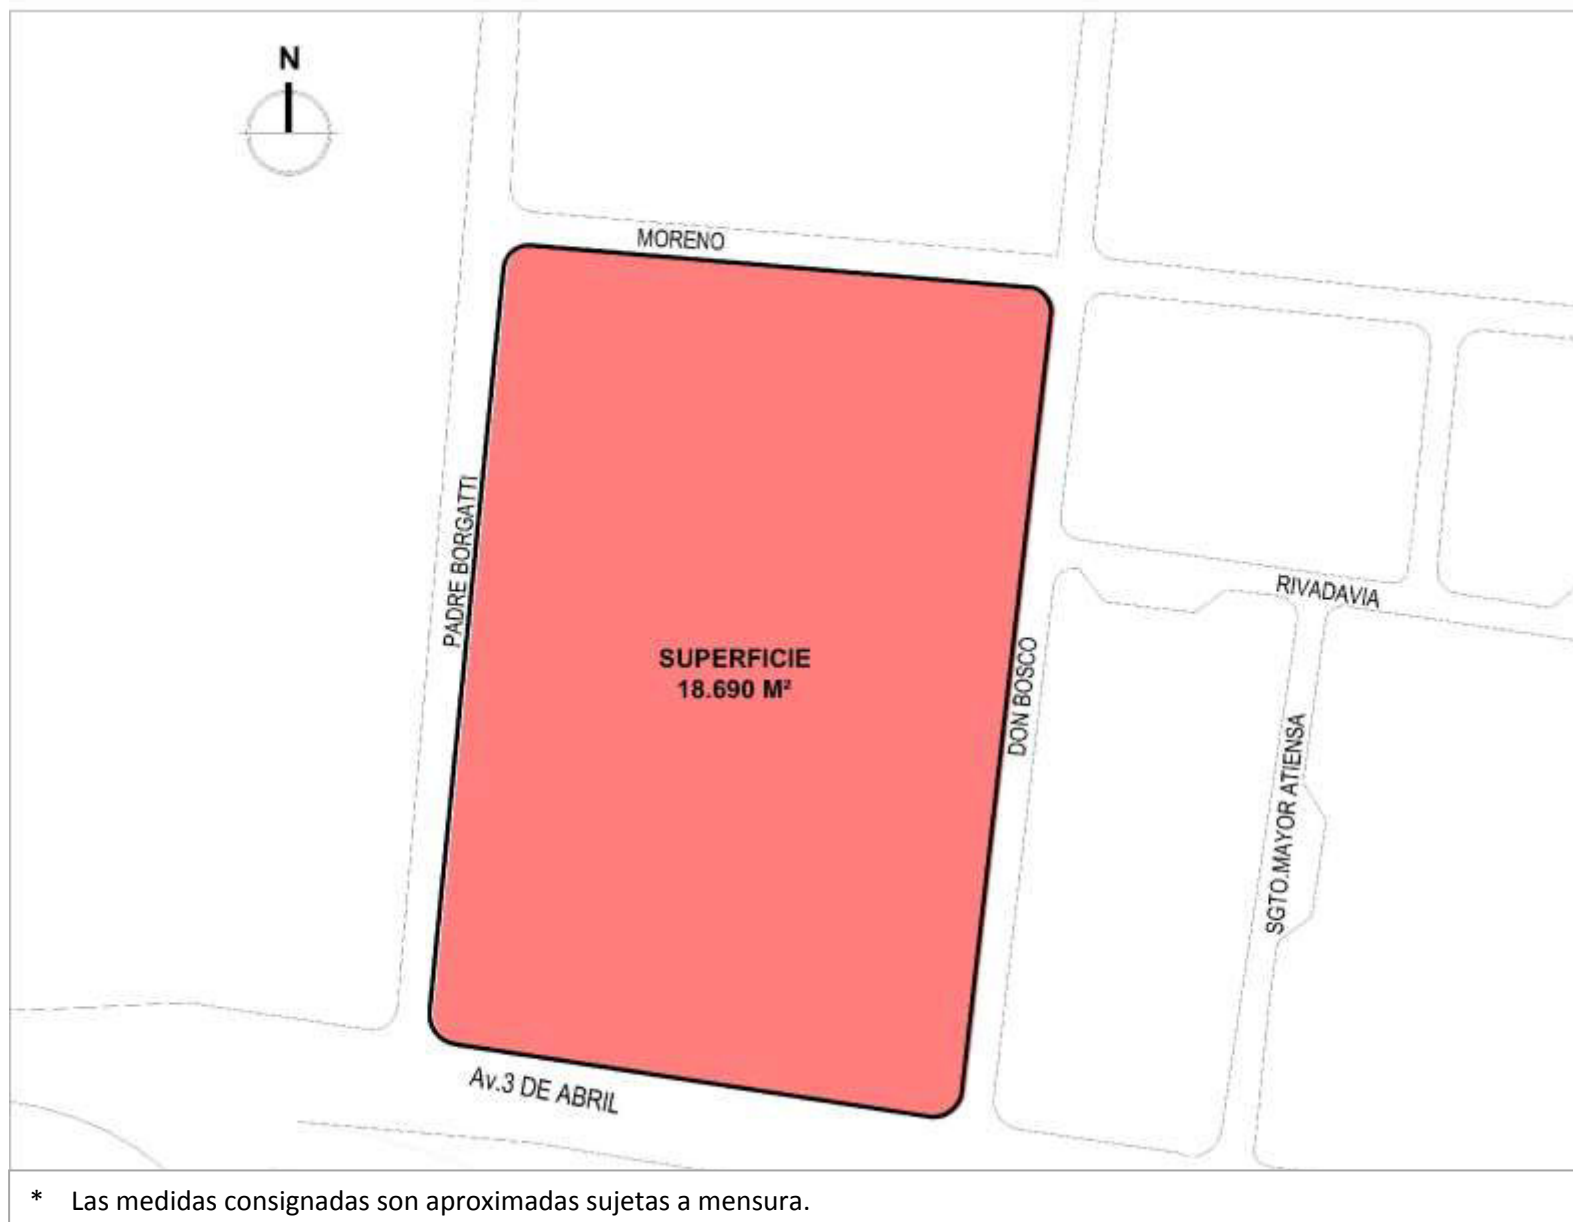 N
MORENO
PADRE BORGATTI
RIVADAVIA
SUPERFICIE
18.690 M²
DON BOSCO
SGTO.MAYOR ATIENSA
Av.3 DE ABRIL
* Las medidas consignadas son aproximadas sujetas a mensura.